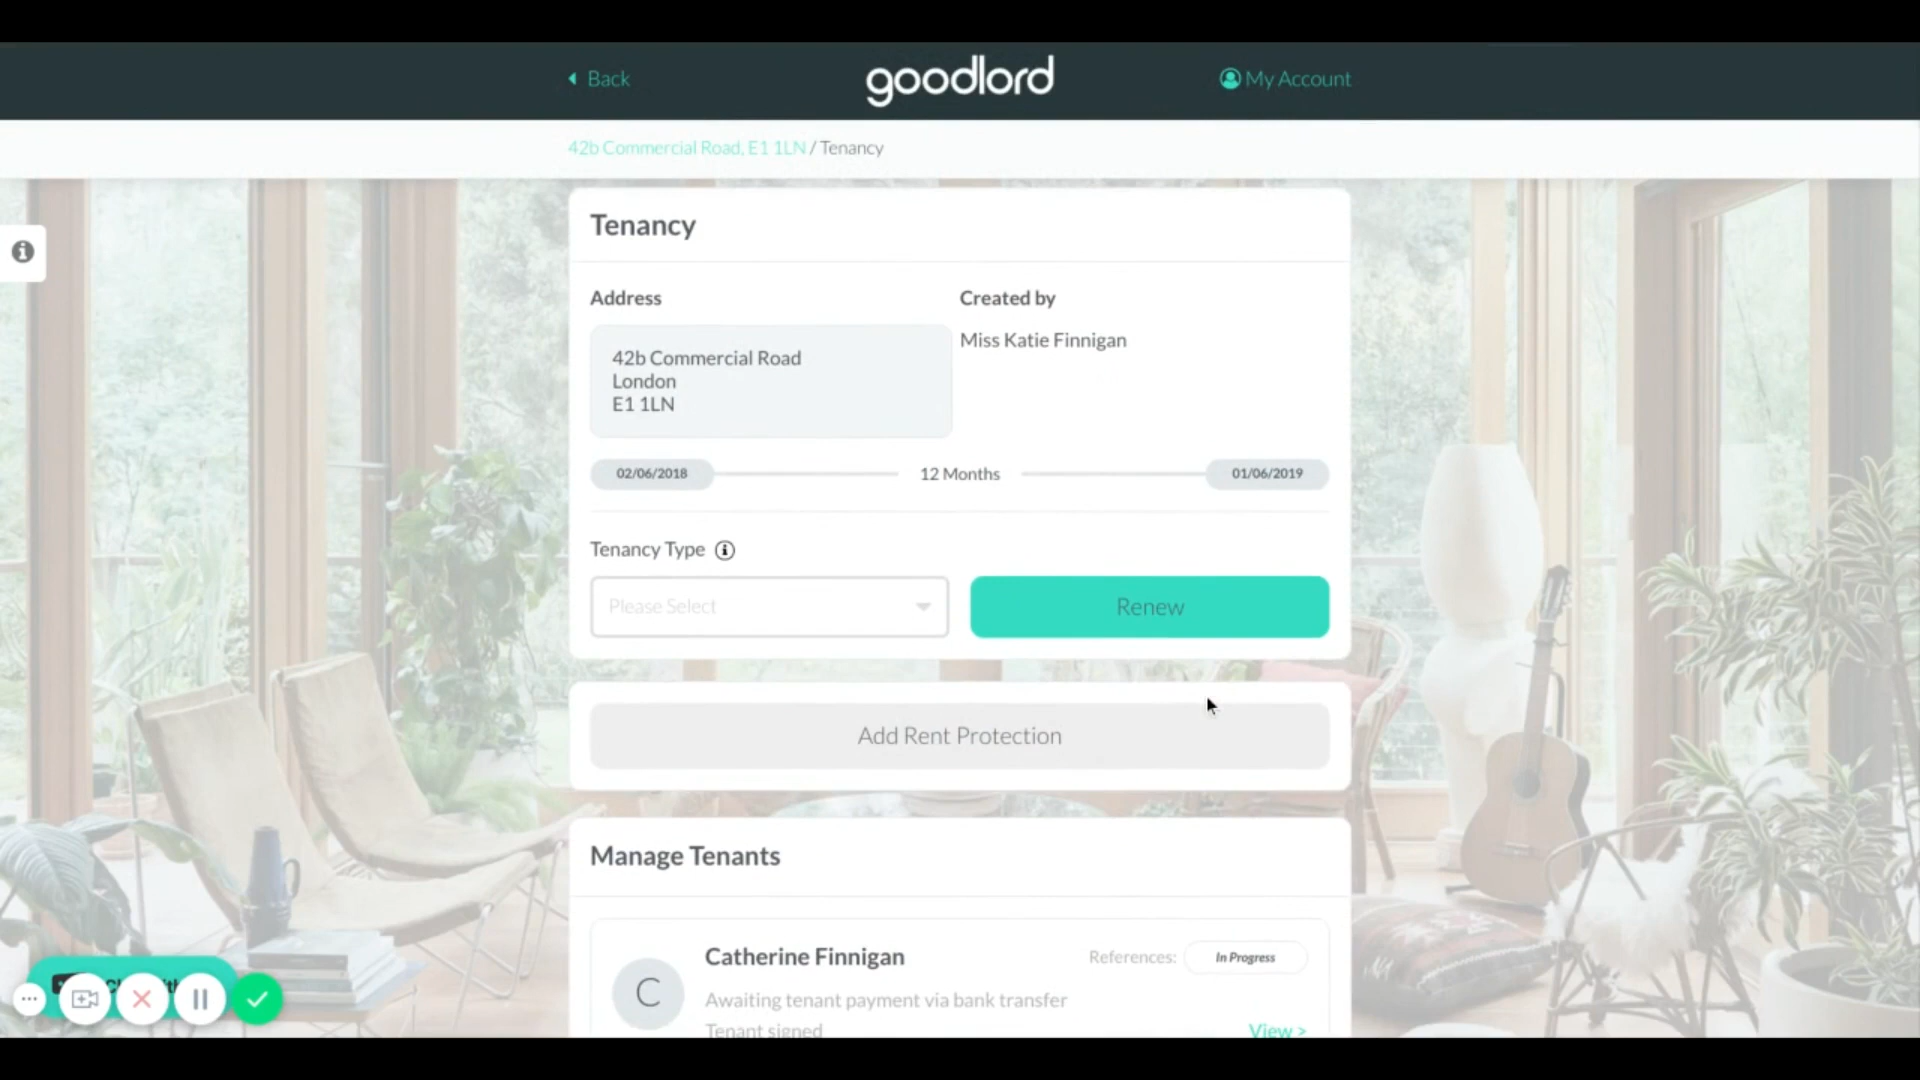 Back
goodlord
My Account
42b Commercial Road, E1 1LN / Tenancy
Tenancy
Address
Created by
42b Commercial Road
London
E1 1LN
Miss Katie Finnigan
02/06/2018
12 Months
01/06/2019
Tenancy Type
Please Select
Renew
Add Rent Protection
Manage Tenants
C
Catherine Finnigan
References:
In Progress
Awaiting tenant payment via bank transfer
Tenant signed
View >